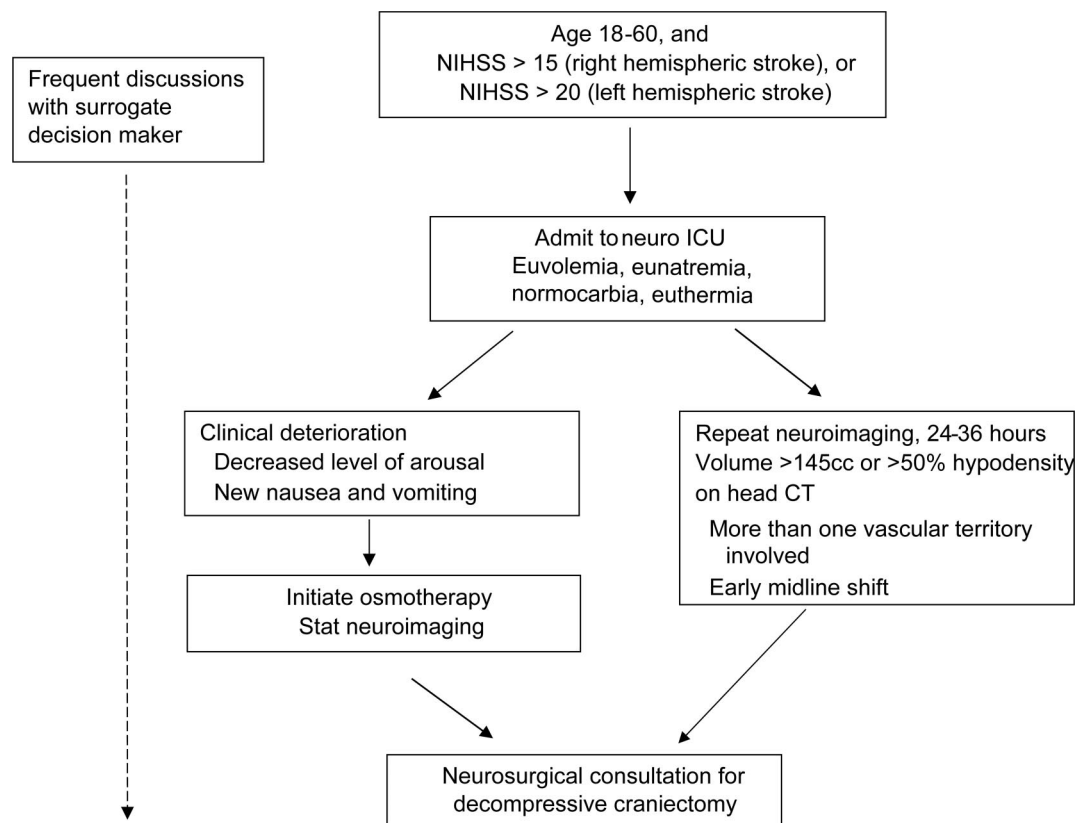 Frequent discussions
with surrogate
decision maker
Age 18-60, and
NIHSS > 15 (right hemispheric stroke), or
NIHSS > 20 (left hemispheric stroke)
Admit to neuro ICU
Euvolemia, eunatremia,
normocarbia, euthermia
Clinical deterioration
Decreased level of arousal
New nausea and vomiting
Initiate osmotherapy
Stat neuroimaging
Repeat neuroimaging, 24-36 hours
Volume >145cc or >50% hypodensity
on head CT
More than one vascular territory
involved
Early midline shift
Neurosurgical consultation for
decompressive craniectomy